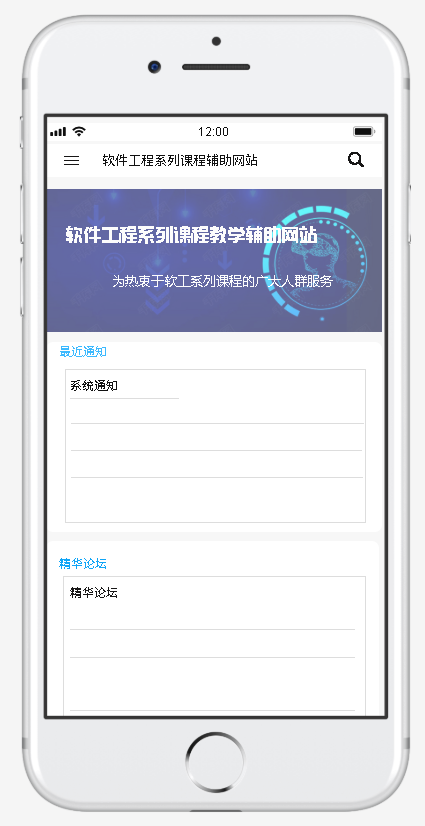 12:00
软件工程系列课程辅助网站
软件工程系列课程教学辅助网站
为热衷于软工系列课程的广大人群服务
最近通知
系统通知
精华论坛
精华论坛